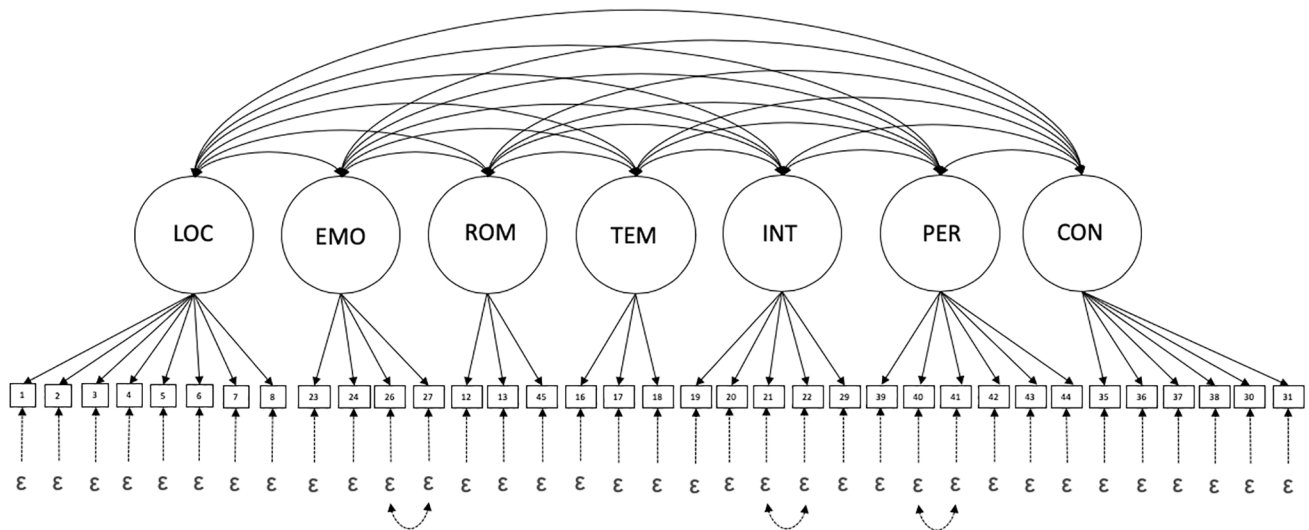 LOC EMO ROM TEM INT PER CON
1 2 3 4 5 6 7 8 23 24 26 27 12 13 45 16 17 18 19 20 21 22 29 39 40 41 42 43 44 35 36 37 38 30 31
ε ε ε ε ε ε ε ε ε ε ε ε ε ε ε ε ε ε ε ε ε ε ε ε ε ε ε ε ε ε ε ε ε ε ε